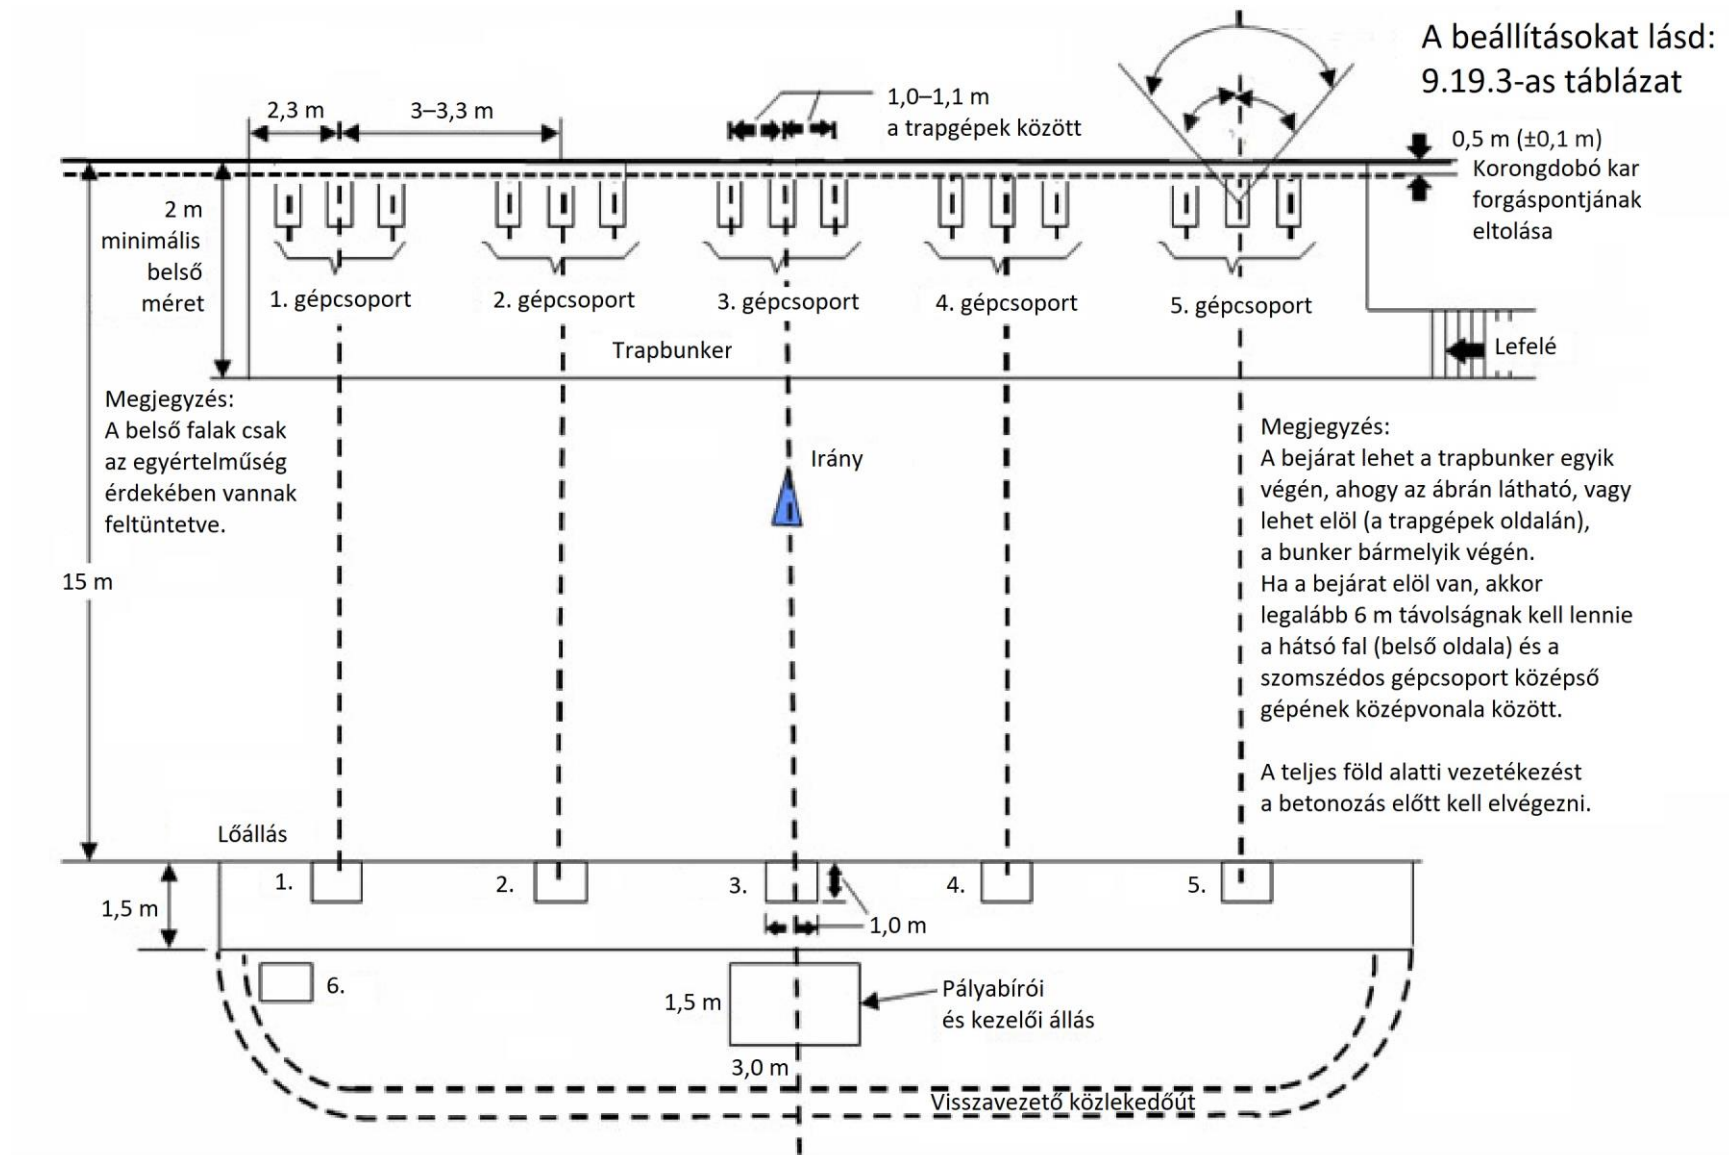 A beállításokat lásd:
9.19.3-as táblázat
2,3 m
3–3,3 m
1,0–1,1 m
a trapgépek között
0,5 m (±0,1 m)
Korongdobó kar
forgáspontjának
eltolása
2 m
minimális
belső
méret
1. gépcsoport
2. gépcsoport
3. gépcsoport
4. gépcsoport
5. gépcsoport
Trapbunker
Lefelé
Megjegyzés:
A belső falak csak
az egyértelműség
érdekében vannak
feltüntetve.
Irány
Megjegyzés:
A bejárat lehet a trapbunker egyik
végén, ahogy az ábrán látható, vagy
lehet elöl (a trapgépek oldalán),
a bunker bármelyik végén.
Ha a bejárat elöl van, akkor
legalább 6 m távolságnak kell lennie
a hátsó fal (belső oldala) és a
szomszédos gépcsoport középső
gépének középvonala között.
A teljes föld alatti vezetékezést
a betonozás előtt kell elvégezni.
15 m
Lőállás
1.
2.
3.
4.
5.
1,5 m
1,0 m
6.
1,5 m
Pályabírói
és kezelői állás
3,0 m
Visszavezető közlekedőút